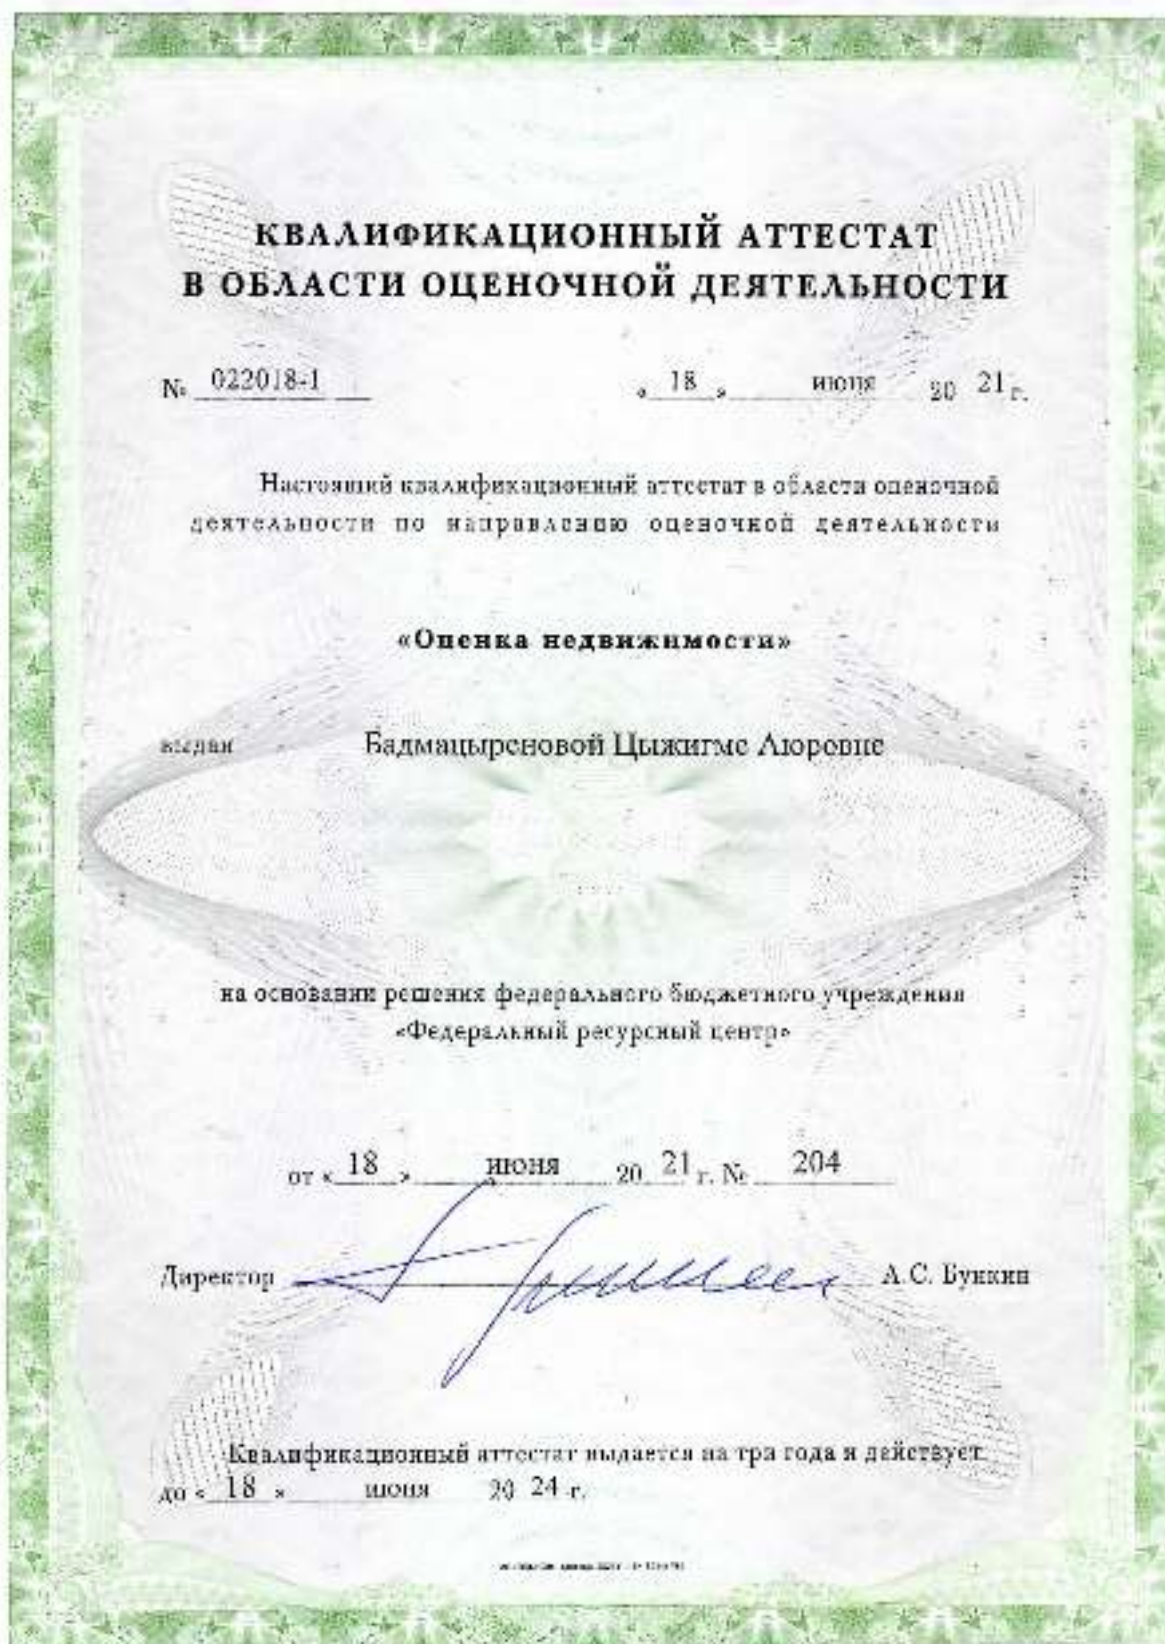 КВАЛИФИКАЦИОННЫЙ АТТЕСТАТ
В ОБЛАСТИ ОЦЕНОЧНОЙ ДЕЯТЕЛЬНОСТИ
№ 022018-1 « 18 » июня 20 21 г.
Настоящий квалификационный аттестат в области оценочной
деятельности по направлению оценочной деятельности
«Оценка недвижимости»
выдан Бадмацыреновой Цыжигме Аюровне
на основании решения федерального бюджетного учреждения
«Федеральный ресурсный центр»
от « 18 » июня 20 21 г. № 204
Директор А.С. Бункин
Квалификационный аттестат выдается на три года и действует
до « 18 » июня 20 24 г.